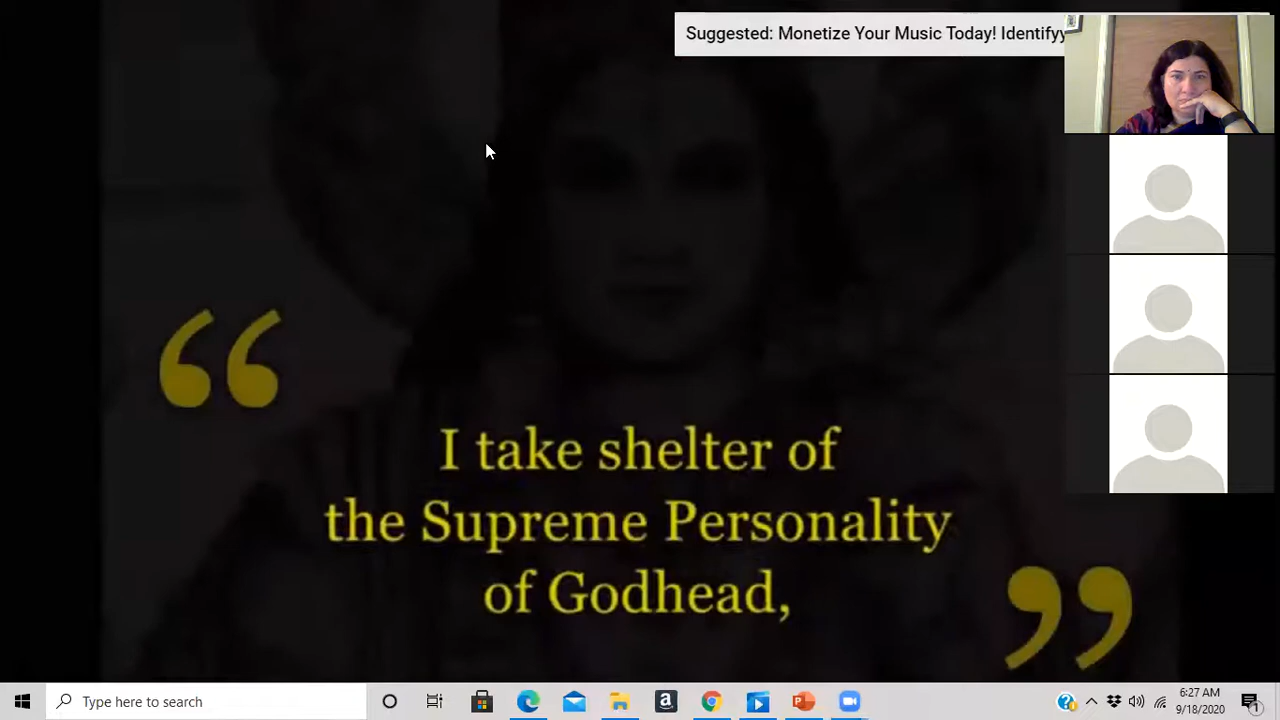 Suggested: Monetize Your Music Today! Identifyy
“
I take shelter of
the Supreme Personality
of Godhead,
”
Type here to search
6:27 AM
9/18/2020